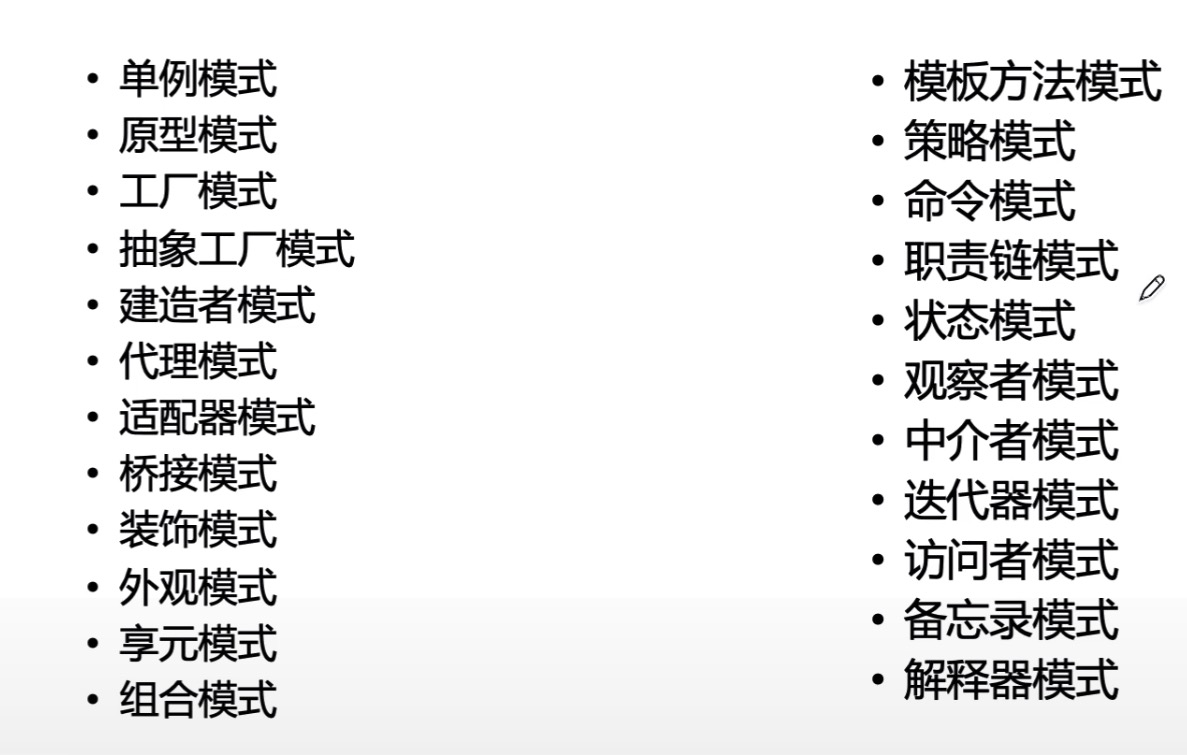 • 单例模式
• 原型模式
• 工厂模式
• 抽象工厂模式
• 建造者模式
• 代理模式
• 适配器模式
• 桥接模式
• 装饰模式
• 外观模式
• 享元模式
• 组合模式
• 模板方法模式
• 策略模式
• 命令模式
• 职责链模式
• 状态模式
• 观察者模式
• 中介者模式
• 迭代器模式
• 访问者模式
• 备忘录模式
• 解释器模式